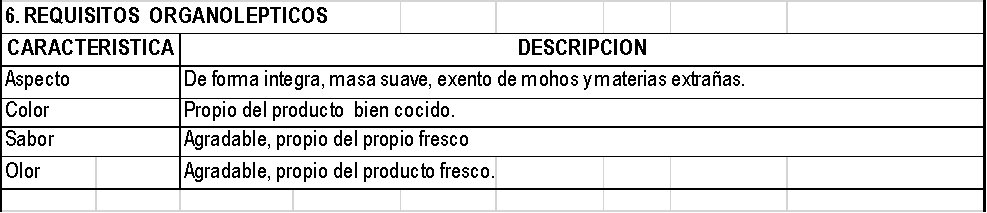 6. REQUISITOS ORGANOLEPTICOS
CARACTERISTICA DESCRIPCION
Aspecto De forma integra, masa suave, exento de mohos y materias extrañas.
Color Propio del producto bien cocido.
Sabor Agradable, propio del propio fresco
Olor Agradable, propio del producto fresco.